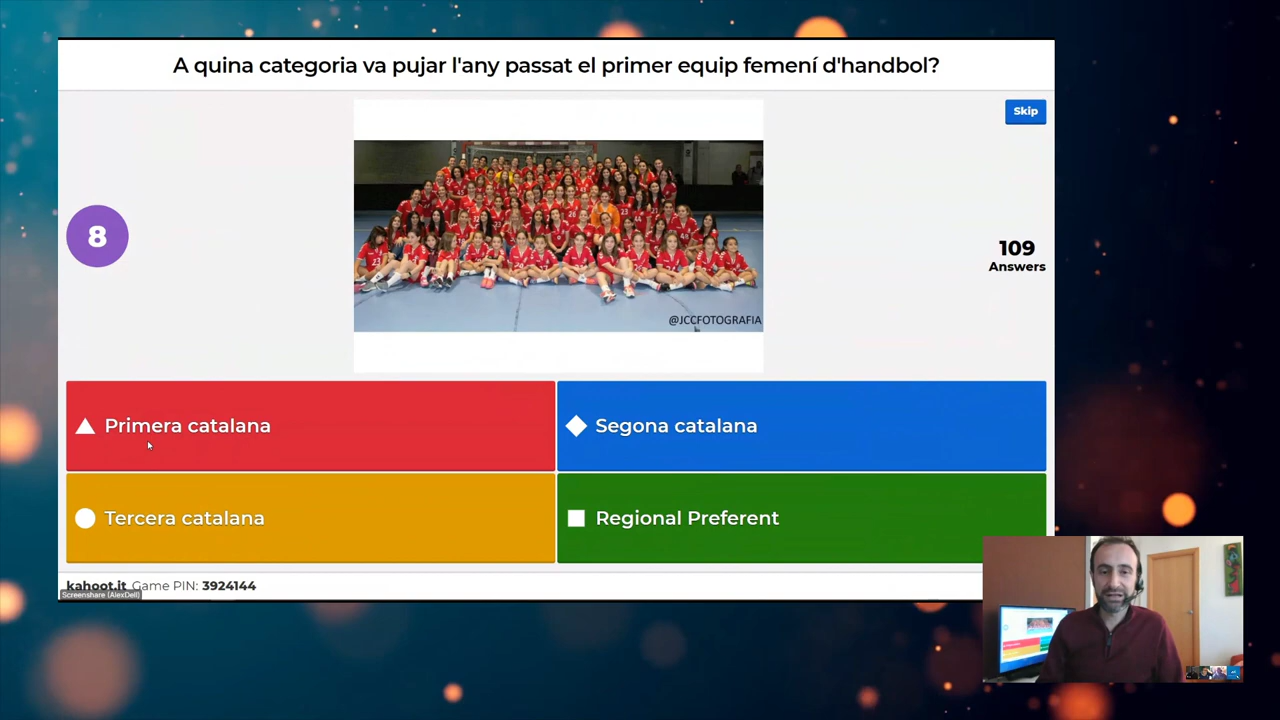 A quina categoria va pujar l'any passat el primer equip femení d'handbol?
Skip
8
109
Answers
@JCCFOTOGRAFIA
Primera catalana
Segona catalana
Tercera catalana
Regional Preferent
kahoot.it Game PIN: 3924144
Screenshare (AlexDell)